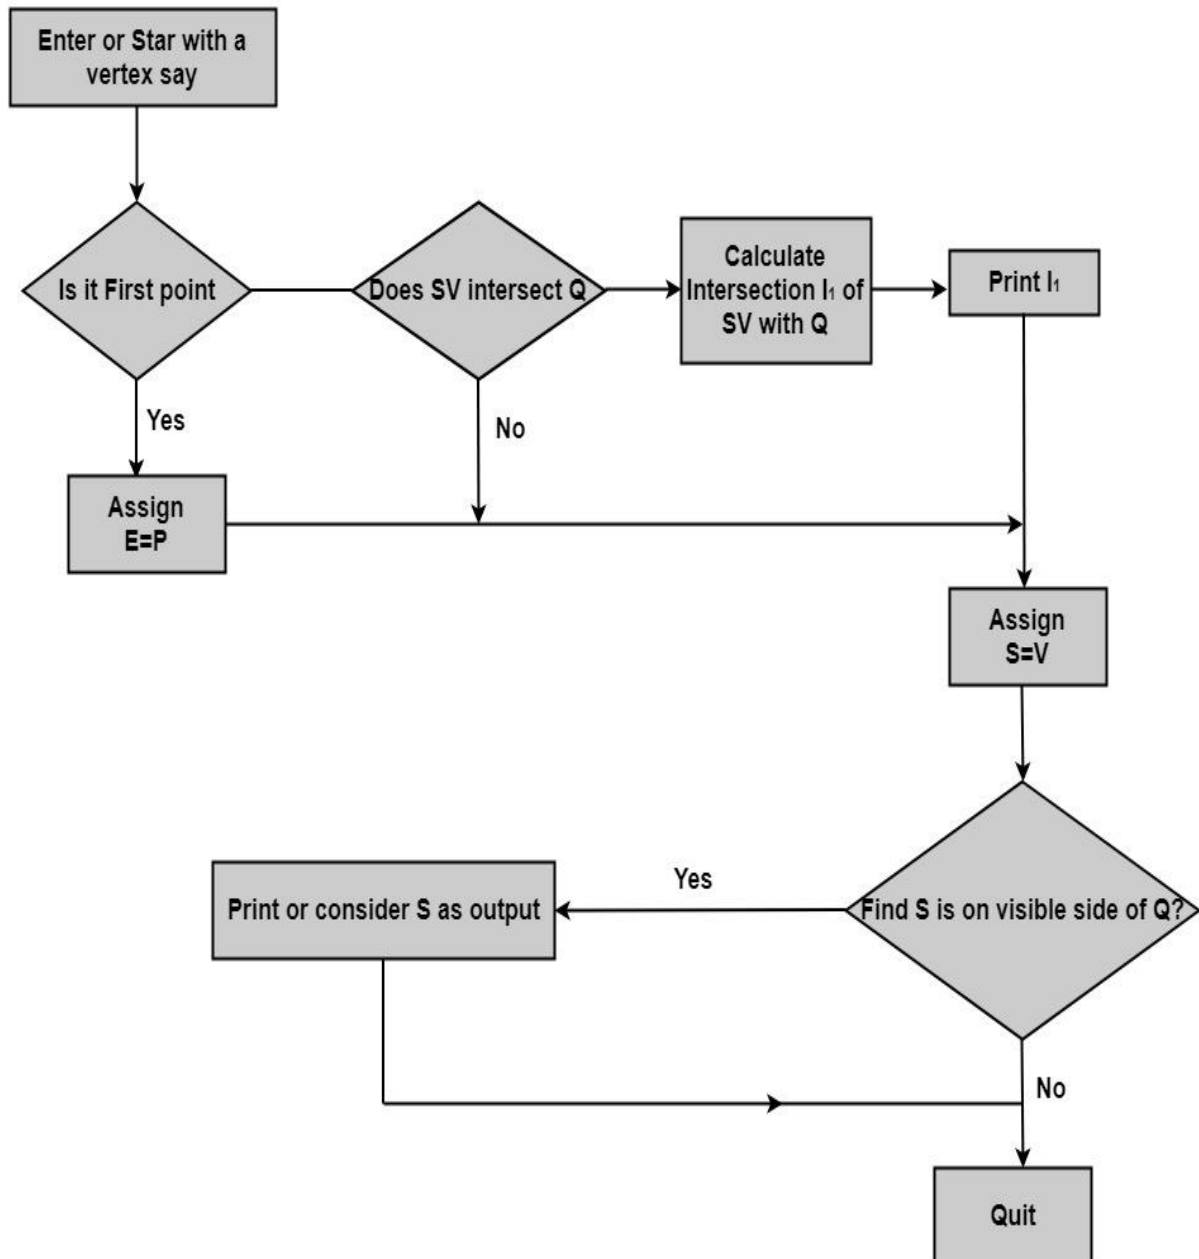 Enter or Star with a
vertex say
Is it First point
Does SV intersect Q
Calculate
Intersection I₁ of
SV with Q
Print I₁
Yes
No
Assign
E=P
Assign
S=V
Find S is on visible side of Q?
Yes
Print or consider S as output
No
Quit